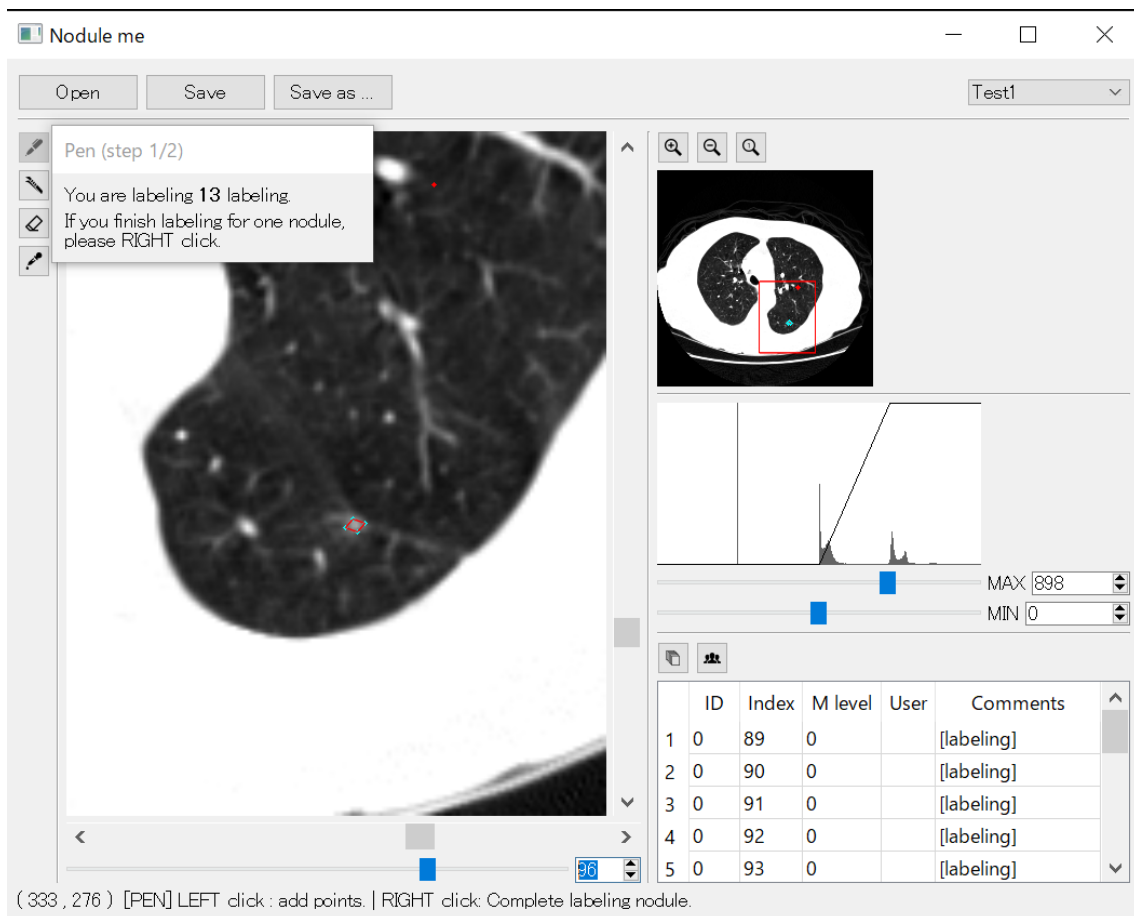 Nodule me
Open Save Save as ... Test1
Pen (step 1/2)
You are labeling 13 labeling.
If you finish labeling for one nodule,
please RIGHT click.
MAX 898
MIN 0
ID Index M level User Comments
1 0 89 0 [labeling]
2 0 90 0 [labeling]
3 0 91 0 [labeling]
4 0 92 0 [labeling]
5 0 93 0 [labeling]
96
( 333 , 276 ) [PEN] LEFT click : add points. | RIGHT click: Complete labeling nodule.